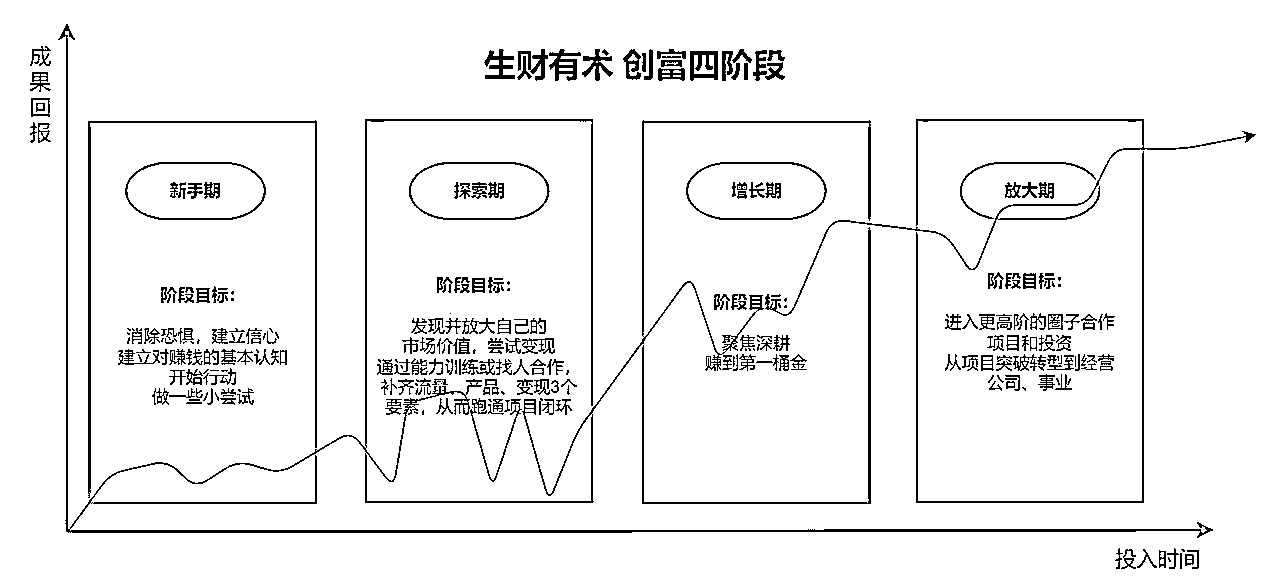 成果回报
生财有术 创富四阶段
新手期
阶段目标：
消除恐惧，建立信心
建立对赚钱的基本认知
开始行动
做一些小尝试
探索期
阶段目标：
发现并放大自己的
市场价值，尝试变现
通过能力训练或找人合作，
补齐流量、产品、变现3个
要素，从而跑通项目闭环
增长期
阶段目标：
聚焦深耕
赚到第一桶金
放大期
阶段目标：
进入更高阶的圈子合作
项目和投资
从项目突破转型到经营
公司、事业
投入时间